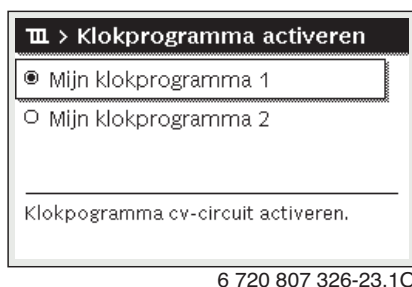 > Klokprogramma activeren
Mijn klokprogramma 1
Mijn klokprogramma 2
Klokpogramma cv-circuit activeren.
6 720 807 326-23.1O